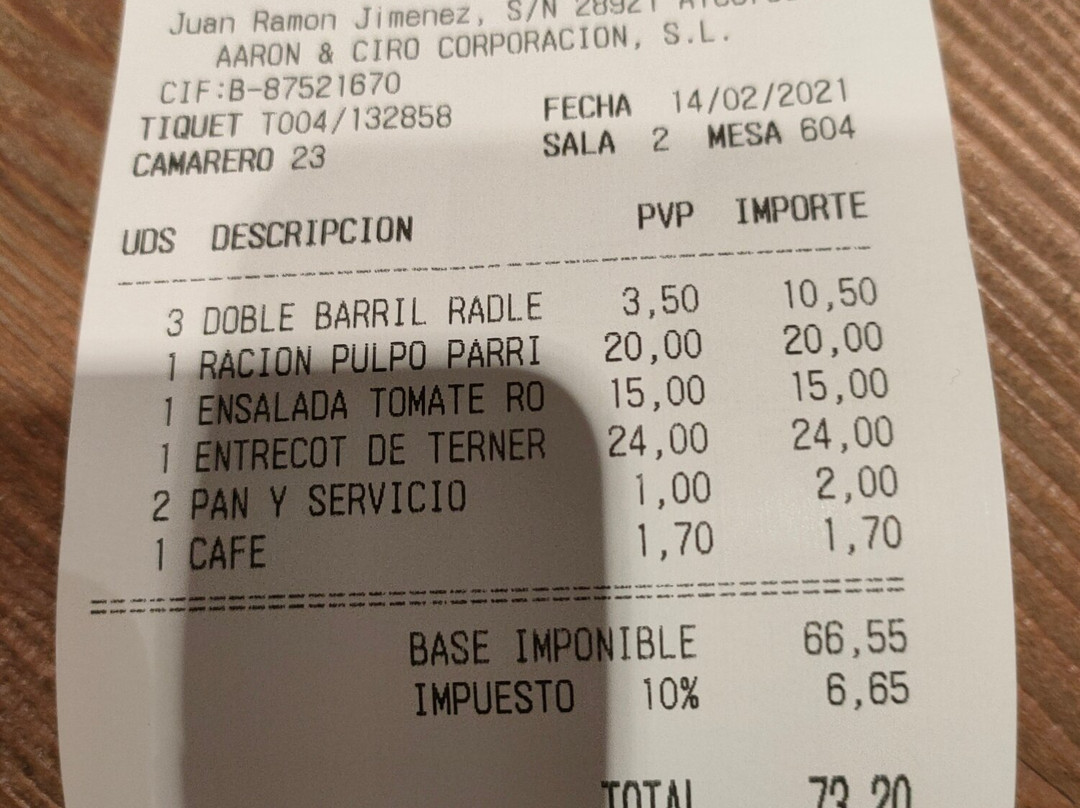 Juan Ramon Jimenez, S/N 28921
AARON & CIRO CORPORACION, S.L.
CIF:B-87521670
TIQUET T004/132858 FECHA 14/02/2021
CAMARERO 23 SALA 2 MESA 604
UDS DESCRIPCION PVP IMPORTE
3 DOBLE BARRIL RADLE 3,50 10,50
1 RACION PULPO PARRI 20,00 20,00
1 ENSALADA TOMATE RO 15,00 15,00
1 ENTRECOT DE TERNER 24,00 24,00
2 PAN Y SERVICIO 1,00 2,00
1 CAFE 1,70 1,70
BASE IMPONIBLE 66,55
IMPUESTO 10% 6,65
TOTAL 73,20